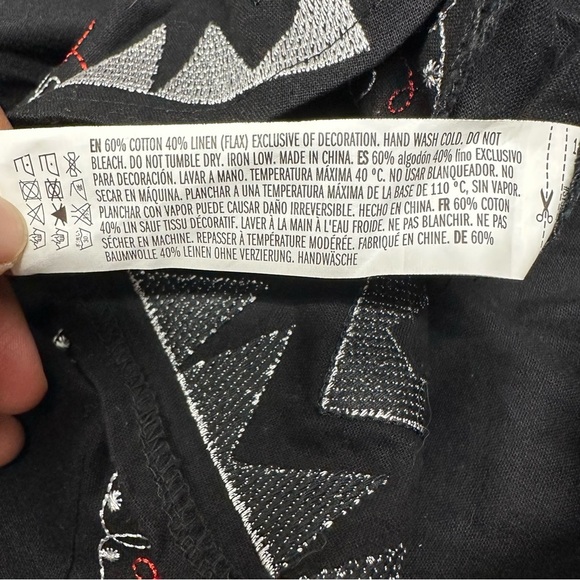 EN 60% COTTON 40% LINEN (FLAX) EXCLUSIVE OF DECORATION. HAND WASH COLD. DO NOT
BLEACH. DO NOT TUMBLE DRY. IRON LOW. MADE IN CHINA. ES 60% algodón 40% lino EXCLUSIVO
PARA DECORACIÓN. LAVAR A MANO. TEMPERATURA MÁXIMA 40 ºC. NO USAR BLANQUEADOR. NO
SECAR EN MÁQUINA. PLANCHAR A UNA TEMPERATURA MÁXIMA DE LA BASE DE 110 °C, SIN VAPOR.
PLANCHAR CON VAPOR PUEDE CAUSAR DAÑO IRREVERSIBLE. HECHO EN CHINA. FR 60% COTON
40% LIN SAUF TISSU DÉCORATIF. LAVER À LA MAIN À L'EAU FROIDE. NE PAS BLANCHIR. NE PAS
SÉCHER EN MACHINE. REPASSER À TEMPÉRATURE MODÉRÉE. FABRIQUÉ EN CHINE. DE 60%
BAUMWOLLE 40% LEINEN OHNE VERZIERUNG. HANDWÄSCHE